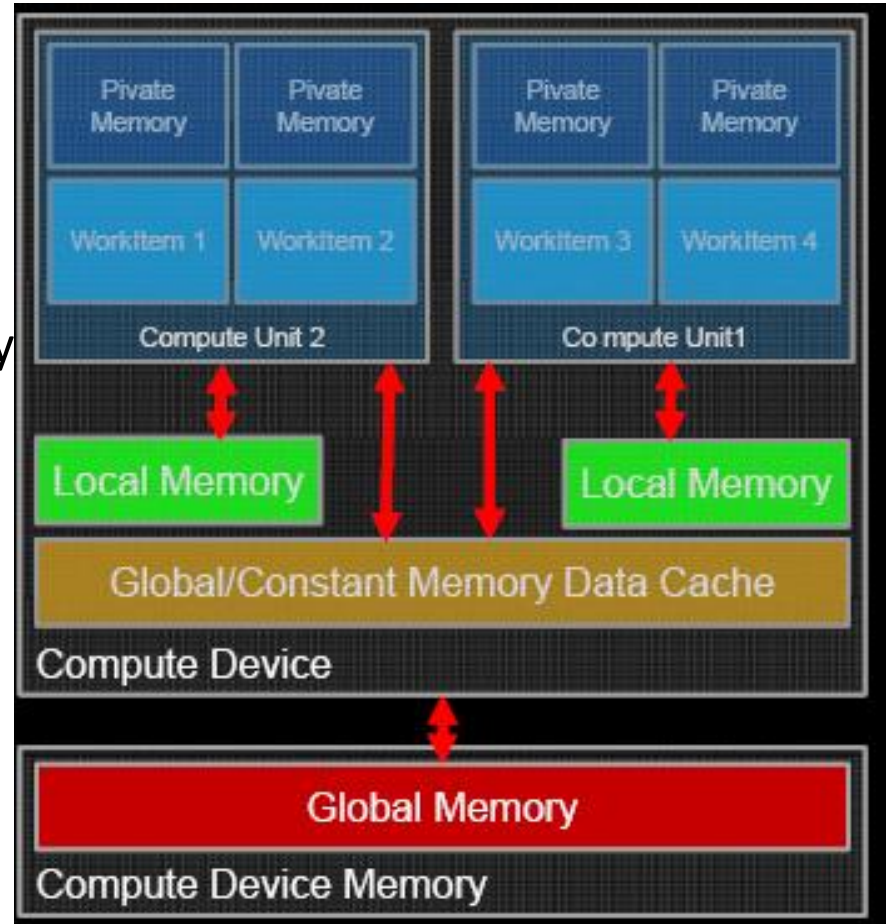 Pivate
Memory
Pivate
Memory
Pivate
Memory
Pivate
Memory
WorkItem 1
WorkItem 2
WorkItem 3
WorkItem 4
Compute Unit 2
Co mpute Unit1
y
Local Memory
Local Memory
Global/Constant Memory Data Cache
Compute Device
Global Memory
Compute Device Memory